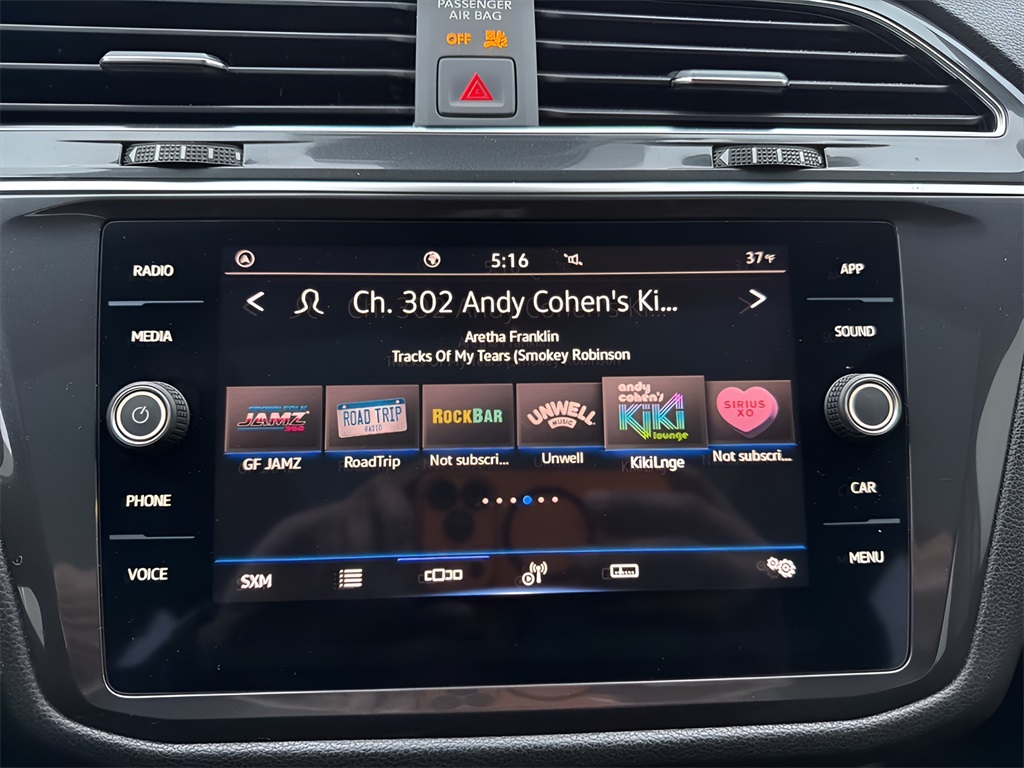 PASSENGER
AIR BAG
OFF
RADIO
MEDIA
PHONE
VOICE
5:16
37°F
Ch. 302 Andy Cohen's Ki...
Aretha Franklin
Tracks Of My Tears (Smokey Robinson
JAMZ
ROAD TRIP
RADIO
ROCKBAR
UNWELL
MUSIC
andy
cohen's
KiKi
lounge
SIRIUS
XO
GF JAMZ
RoadTrip
Not subscri...
Unwell
KikiLnge
Not subscri...
SXM
APP
SOUND
CAR
MENU